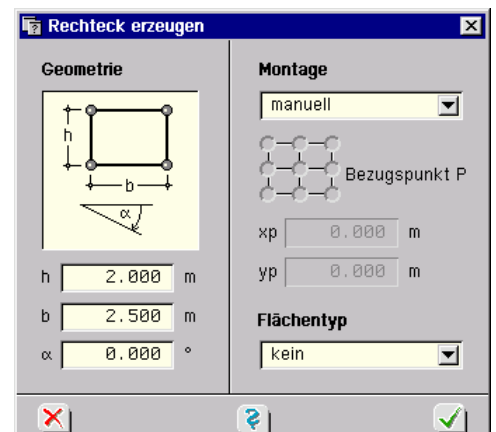 Rechteck erzeugen
Geometrie
h
b
α
h 2.000 m
b 2.500 m
α 0.000 °
Montage
manuell
Bezugspunkt P
xp 0.000 m
yp 0.000 m
Flächentyp
kein